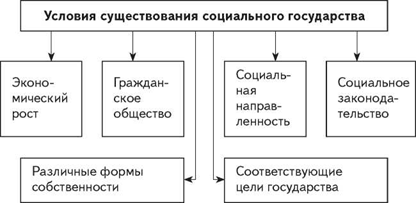 Условия существования социального государства
Эконо-
мический
рост
Граждан-
ское
общество
Социаль-
ная
направ-
ленность
Социальное
законода-
тельство
Различные формы
собственности
Соответствующие
цели государства